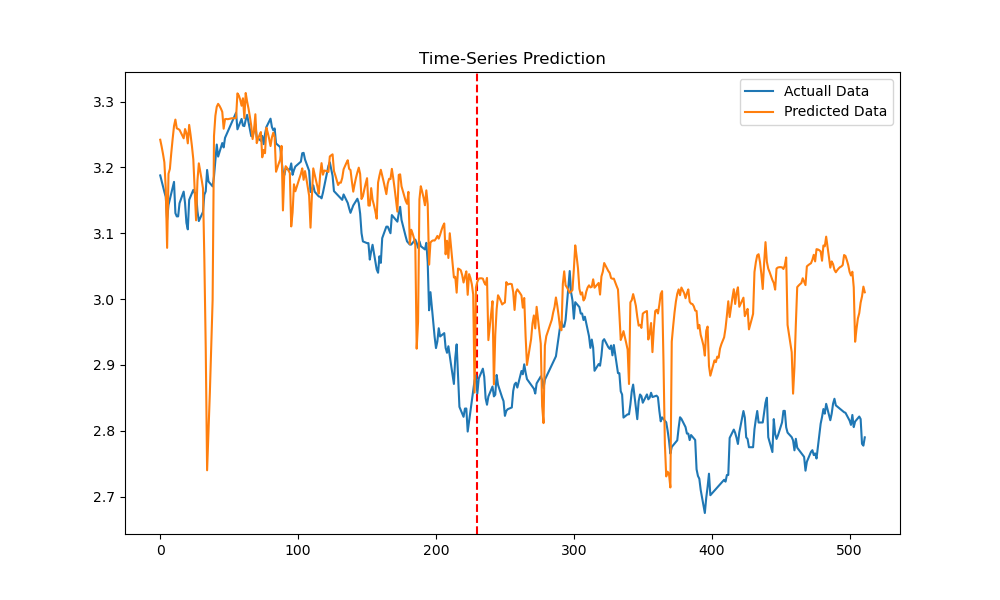 Time-Series Prediction
Actuall Data
Predicted Data
3.3
3.2
3.1
3.0
2.9
2.8
2.7
0 100 200 300 400 500